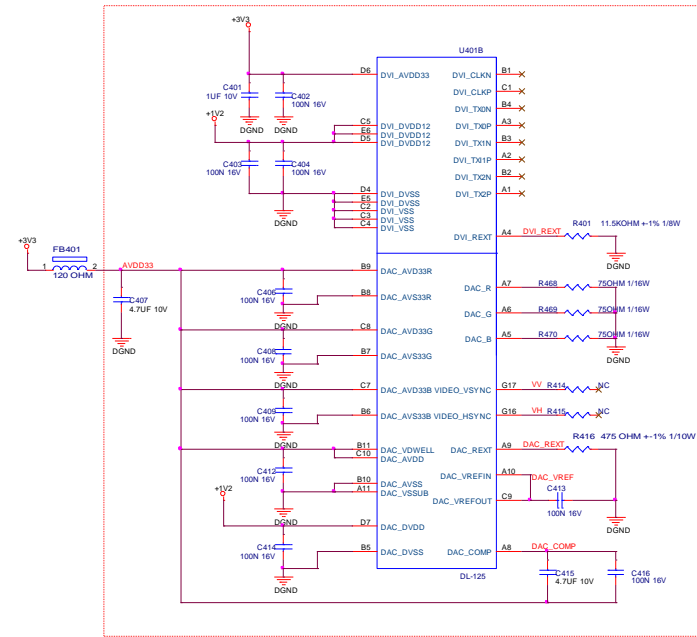 +3V3
U401B
D6 DVI_AVDD33 DVI_CLKN B1
C401
1UF 10V
C402
100N 16V
DVI_CLKP C1
DVI_TX0N B4
+1V2
DGND DGND
C5 DVI_DVDD12 DVI_TX0P A3
E6 DVI_DVDD12
D5 DVI_DVDD12 DVI_TX1N B3
C403
100N 16V
C404
100N 16V
DVI_TX1P A2
DVI_TX2N B2
D4 DVI_DVSS DVI_TX2P A1
E5 DVI_DVSS
C2 DVI_VSS
C3 DVI_VSS
C4 DVI_VSS
DGND
DVI_REXT A4 DVI_REXT R401 11.5KOHM +-1% 1/8W
DGND
+3V3
FB401
1 2
120 OHM
AVDD33
B9 DAC_AVD33R
C407
4.7UF 10V
DGND
C406
100N 16V
B8 DAC_AVS33R
DGND
DAC_R A7 R468 75OHM 1/16W
DAC_G A6 R469 75OHM 1/16W
DAC_B A5 R470 75OHM 1/16W
DGND
C8 DAC_AVD33G
C408
100N 16V
B7 DAC_AVS33G
DGND
C7 DAC_AVD33B VIDEO_VSYNC G17 VV R414 NC
C409
100N 16V
B6 DAC_AVS33B VIDEO_HSYNC G16 VH R415 NC
DGND
R416 475 OHM +-1% 1/10W
B11 DAC_VDWELL DAC_REXT A9 DAC_REXT
C10 DAC_AVDD
C412
100N 16V
DAC_VREFIN A10 DAC_VREF
B10 DAC_AVSS
A11 DAC_VSSUB
DAC_VREFOUT C9
C413
100N 16V
DGND
+1V2
DGND
D7 DAC_DVDD
C414
100N 16V
B5 DAC_DVSS DAC_COMP A8 DAC_COMP
DGND
DL-125
C415
4.7UF 10V
C416
100N 16V